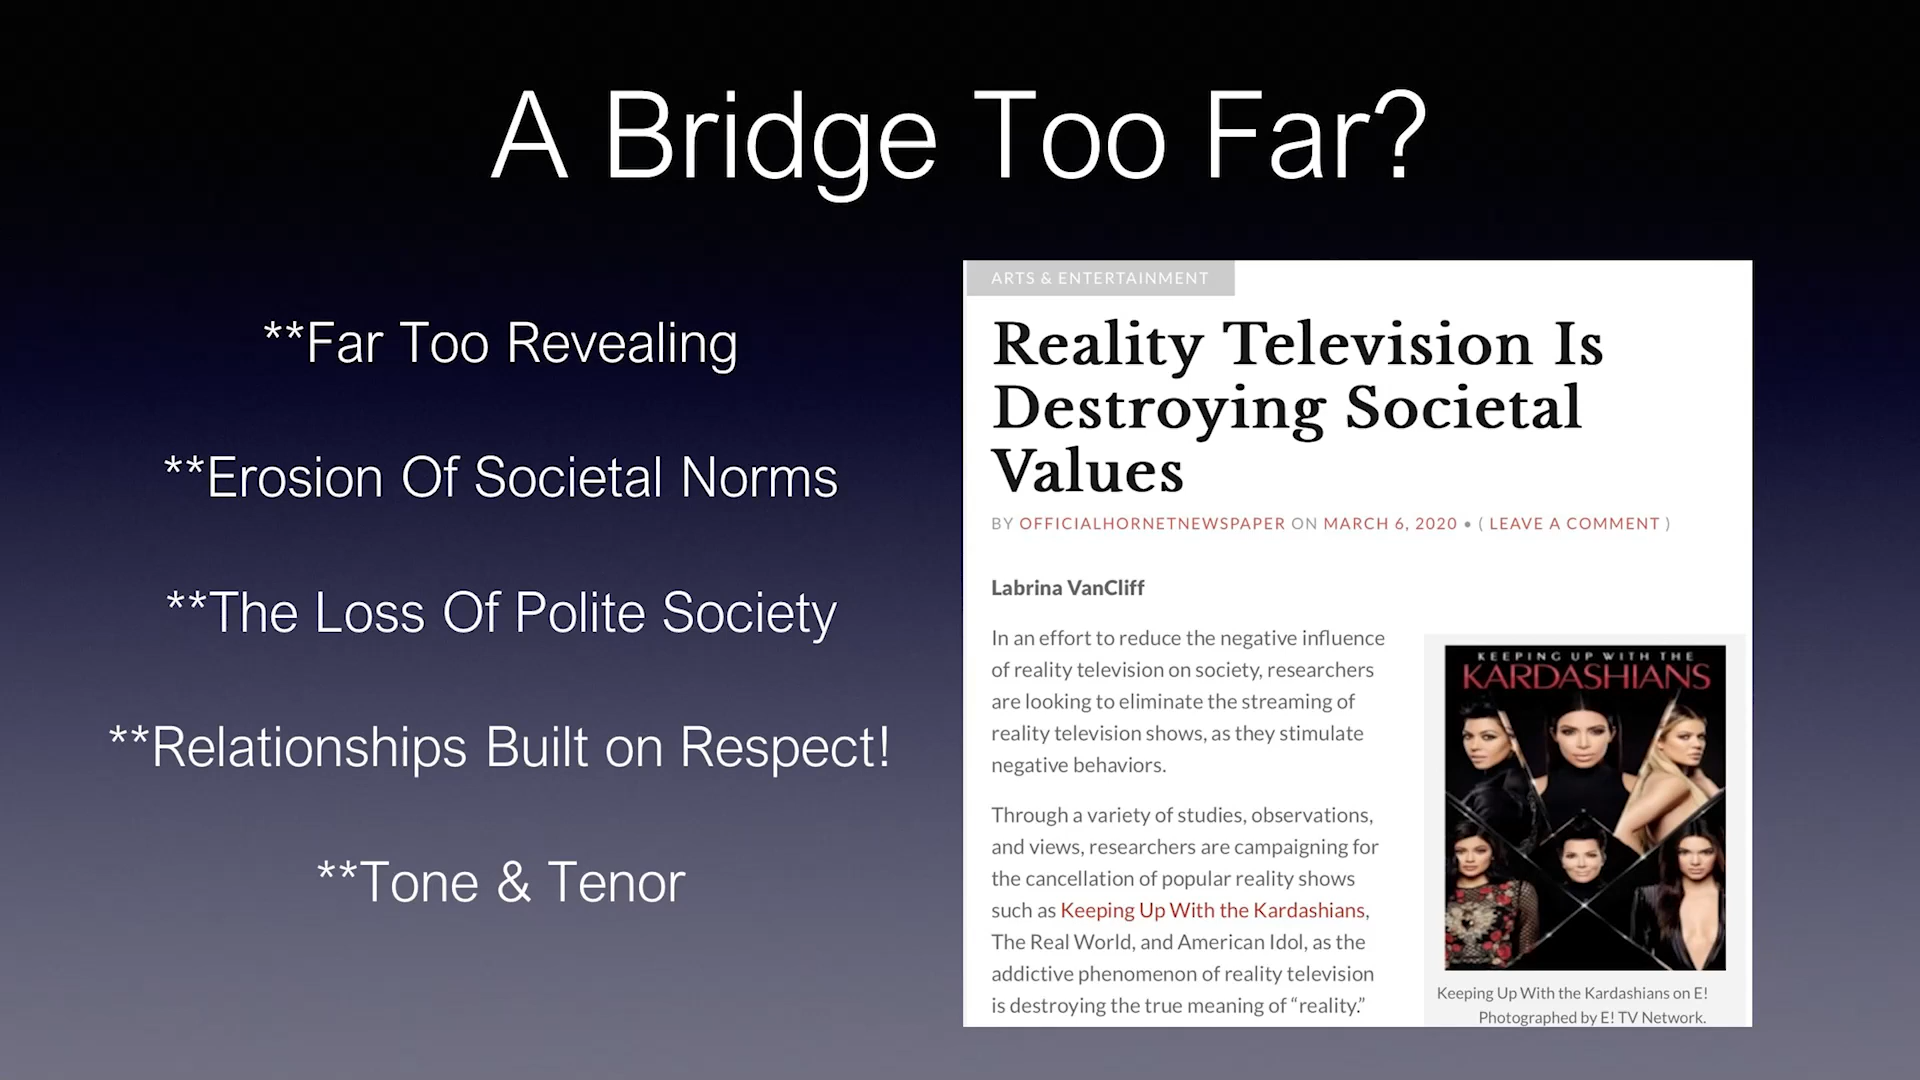 A Bridge Too Far?
**Far Too Revealing
**Erosion Of Societal Norms
**The Loss Of Polite Society
**Relationships Built on Respect!
**Tone & Tenor
ARTS & ENTERTAINMENT
Reality Television Is
Destroying Societal
Values
BY OFFICIALHORNETNEWSPAPER ON MARCH 6, 2020 • ( LEAVE A COMMENT )
Labrina VanCliff
In an effort to reduce the negative influence
of reality television on society, researchers
are looking to eliminate the streaming of
reality television shows, as they stimulate
negative behaviors.
Through a variety of studies, observations,
and views, researchers are campaigning for
the cancellation of popular reality shows
such as Keeping Up With the Kardashians,
The Real World, and American Idol, as the
addictive phenomenon of reality television
is destroying the true meaning of “reality.”
KEEPING UP WITH THE
KARDASHIANS
Keeping Up With the Kardashians on E!
Photographed by E! TV Network.